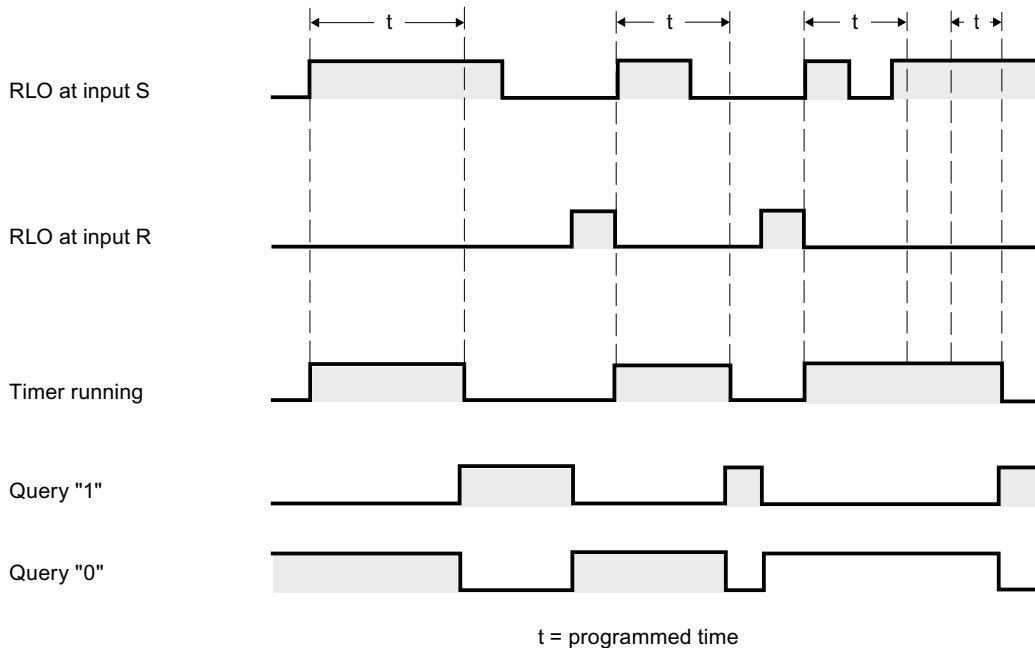 t t t t
RLO at input S
RLO at input R
Timer running
Query "1"
Query "0"
t = programmed time